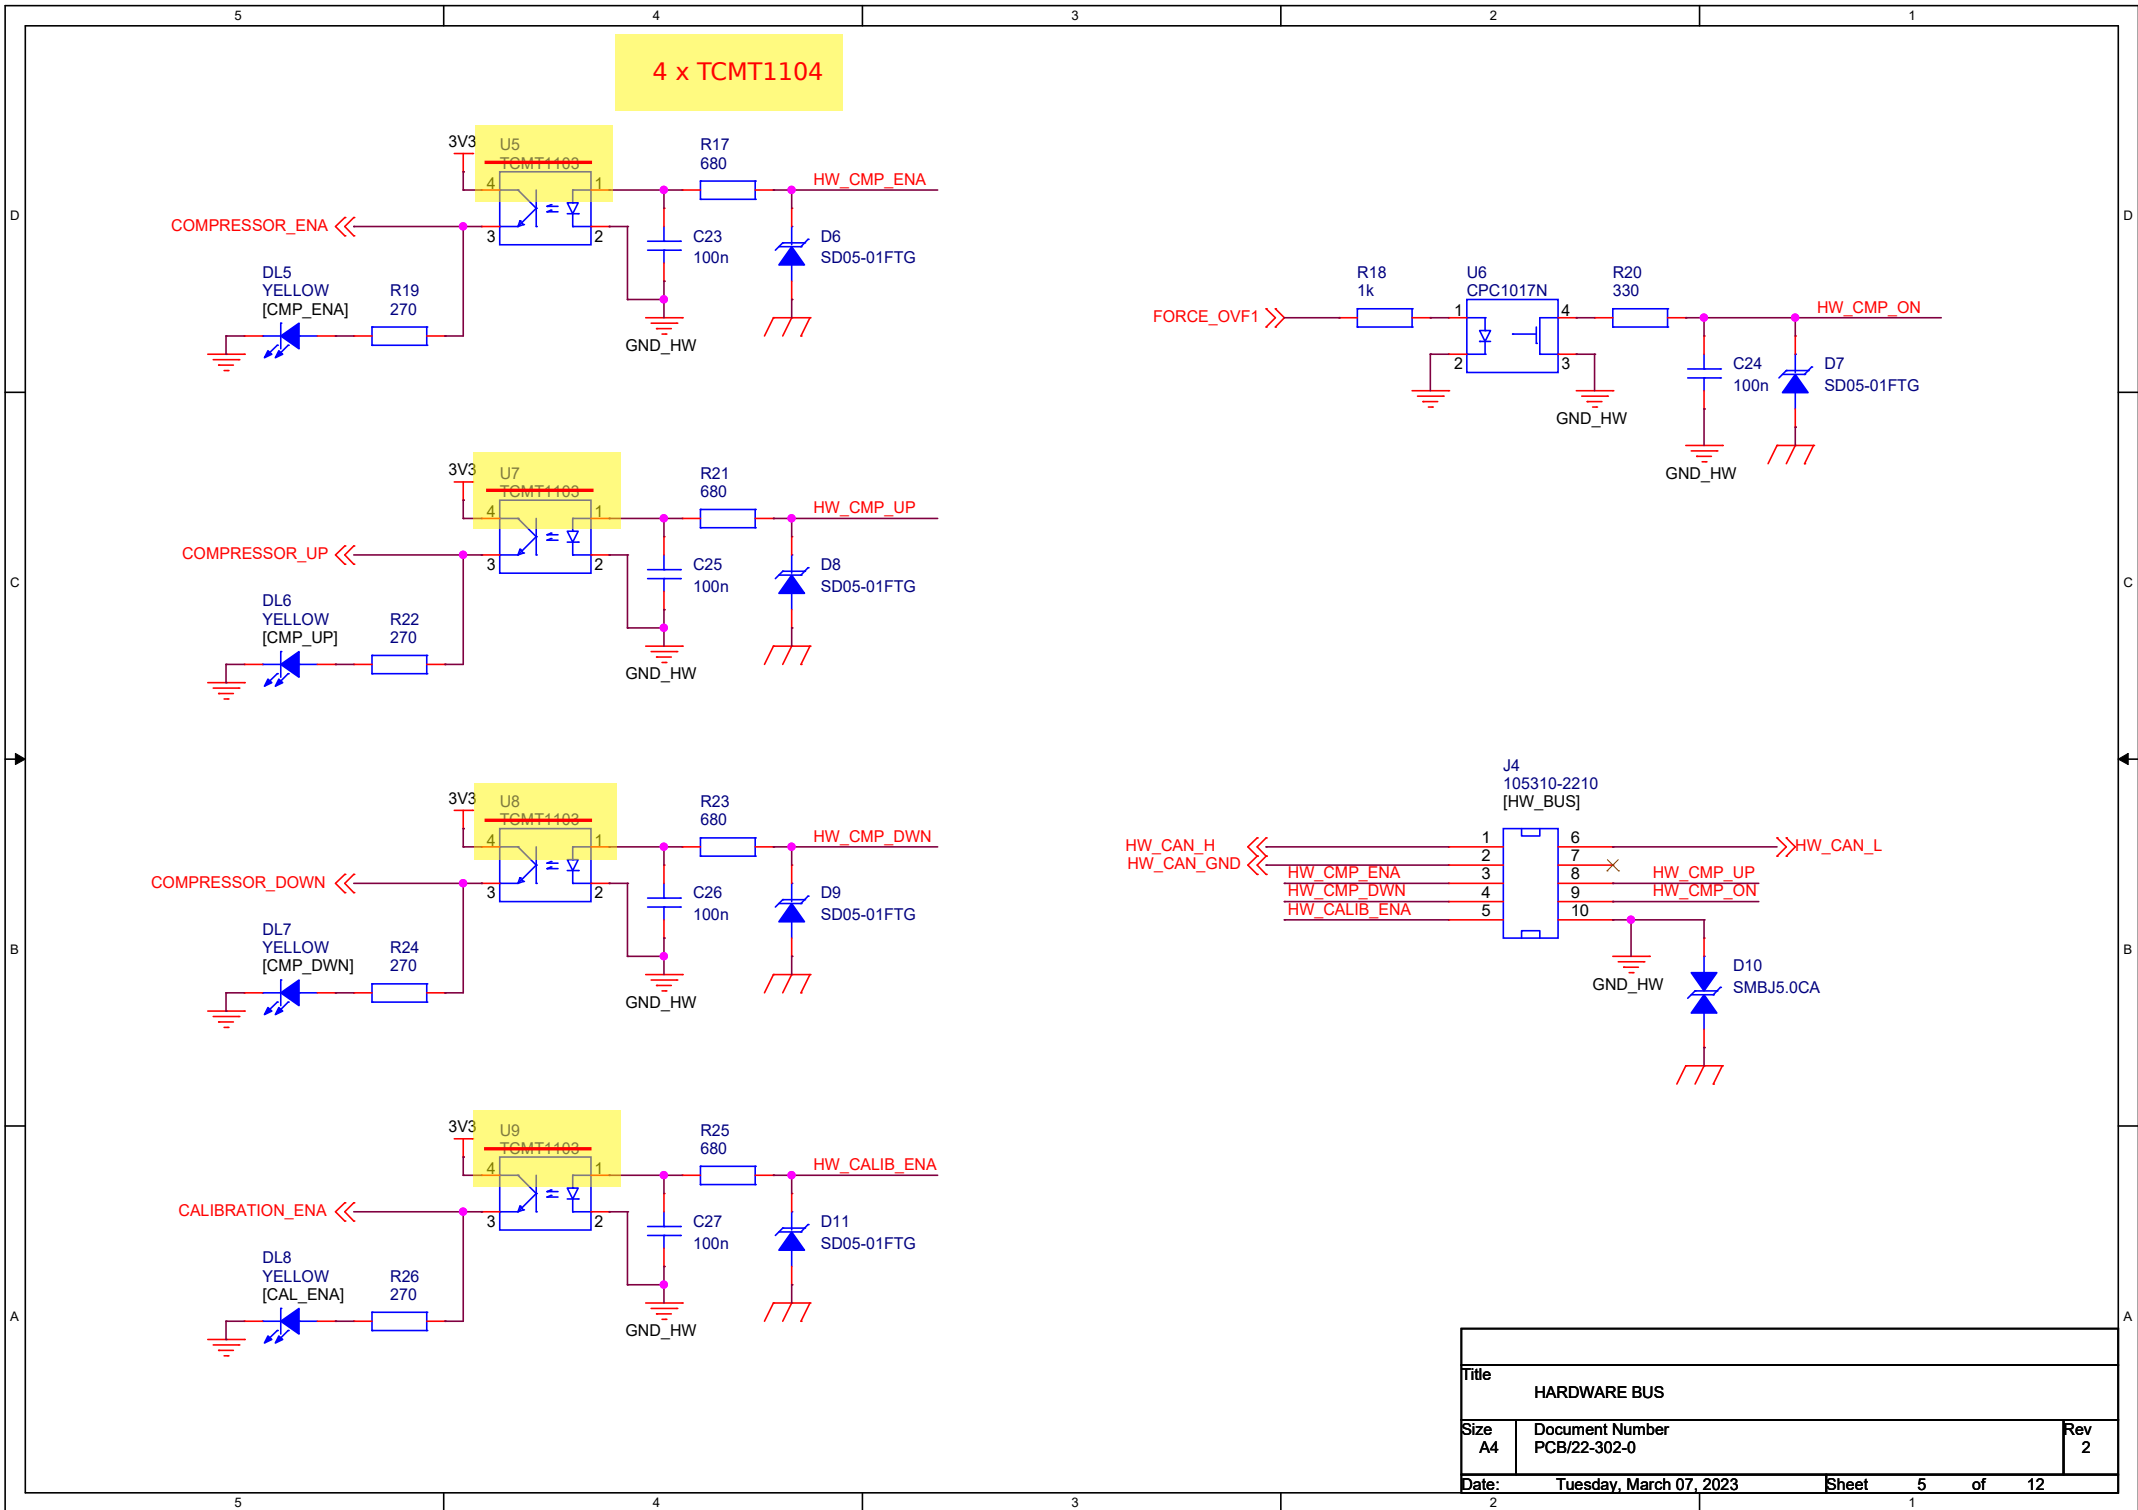 5 4 3 2 1
4 x TCMT1104
3V3
U5
TCMT1103
4
1
3
2
R17
680
HW_CMP_ENA
COMPRESSOR_ENA
C23
100n
D6
SD05-01FTG
DL5
YELLOW
[CMP_ENA]
R19
270
GND_HW
D
D
FORCE_OVF1
R18
1k
U6
CPC1017N
1
4
2
3
R20
330
HW_CMP_ON
C24
100n
D7
SD05-01FTG
GND_HW
GND_HW
3V3
U7
TCMT1103
4
1
3
2
R21
680
HW_CMP_UP
COMPRESSOR_UP
C25
100n
D8
SD05-01FTG
DL6
YELLOW
[CMP_UP]
R22
270
GND_HW
C
C
3V3
U8
TCMT1103
4
1
3
2
R23
680
HW_CMP_DWN
COMPRESSOR_DOWN
C26
100n
D9
SD05-01FTG
DL7
YELLOW
[CMP_DWN]
R24
270
GND_HW
J4
105310-2210
[HW_BUS]
HW_CAN_H 1 6 HW_CAN_L
HW_CAN_GND 2 7
HW_CMP_ENA 3 8 HW_CMP_UP
HW_CMP_DWN 4 9 HW_CMP_ON
HW_CALIB_ENA 5 10
GND_HW
D10
SMBJ5.0CA
B
B
3V3
U9
TCMT1103
4
1
3
2
R25
680
HW_CALIB_ENA
CALIBRATION_ENA
C27
100n
D11
SD05-01FTG
DL8
YELLOW
[CAL_ENA]
R26
270
GND_HW
A
A
Title
HARDWARE BUS
Size Document Number Rev
A4 PCB/22-302-0 2
Date: Tuesday, March 07, 2023 Sheet 5 of 12
5 4 3 2 1